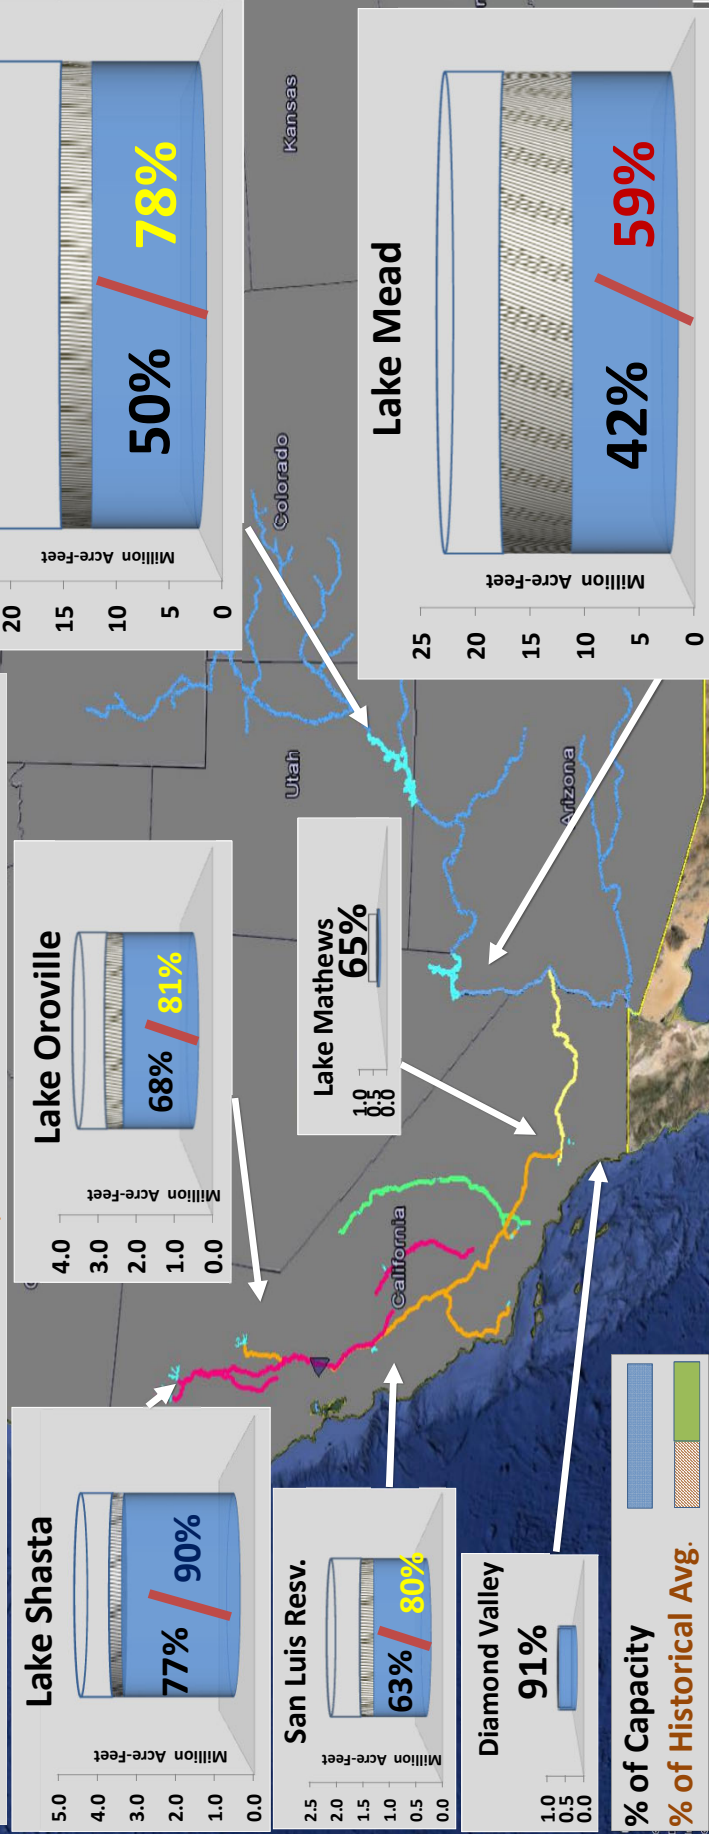 Lake Shasta
Million Acre-Feet
5.0
4.0
3.0
2.0
1.0
0.0
77%
90%
San Luis Resv.
Million Acre-Feet
2.5
2.0
1.5
1.0
0.5
0.0
63%
80%
Diamond Valley
1.0
0.5
0.0
91%
% of Capacity
% of Historical Avg.
Lake Oroville
Million Acre-Feet
4.0
3.0
2.0
1.0
0.0
68%
81%
Lake Mathews
1.0
0.5
0.0
65%
California
Utah
Arizona
Colorado
Kansas
20
15
10
5
0
Million Acre-Feet
50%
78%
Lake Mead
25
20
15
10
5
0
Million Acre-Feet
42%
59%